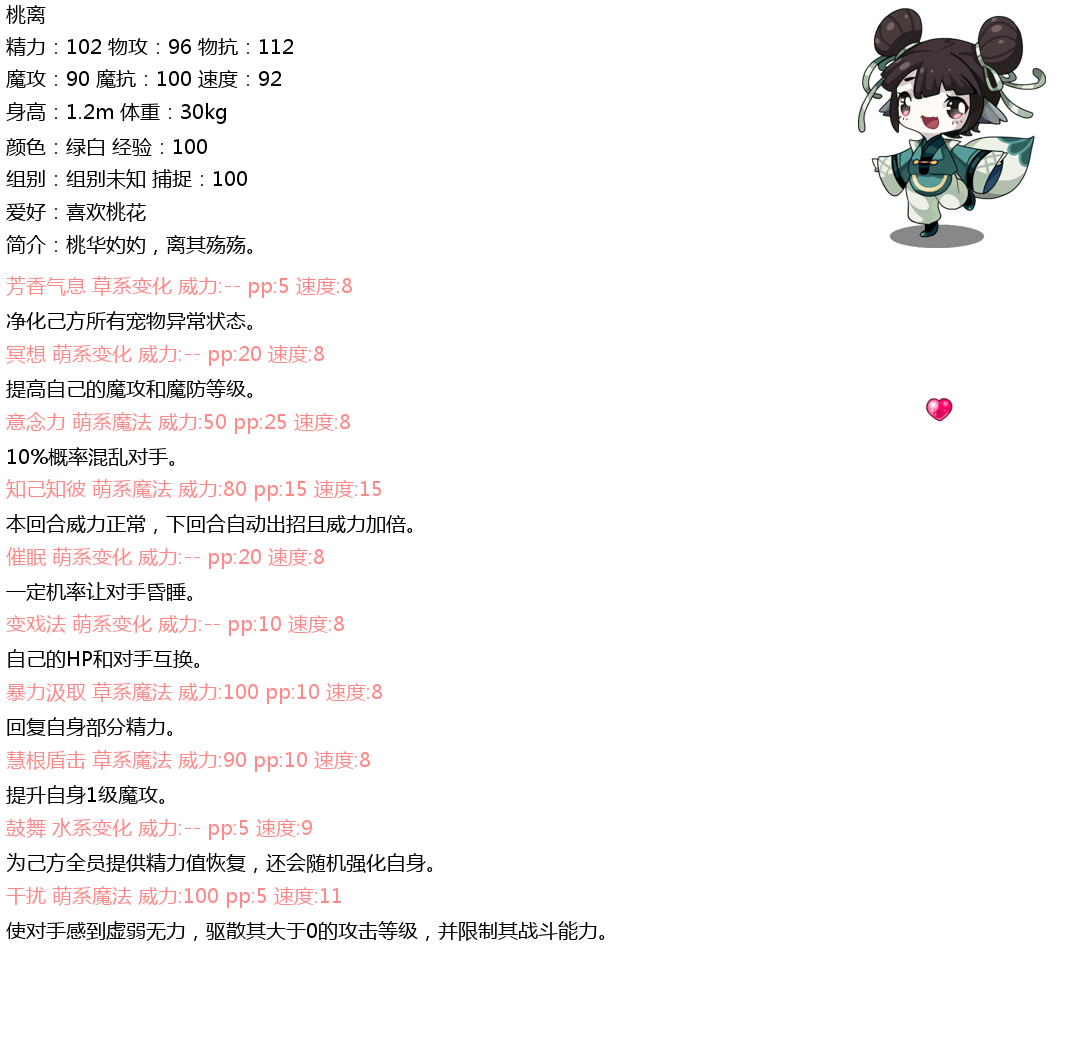 桃离
精力：102 物攻：96 物抗：112
魔攻：90 魔抗：100 速度：92
身高：1.2m 体重：30kg
颜色：绿白 经验：100
组别：组别未知 捕捉：100
爱好：喜欢桃花
简介：桃华妁妁，离其殇殇。
芳香气息 草系变化 威力:-- pp:5 速度:8
净化己方所有宠物异常状态。
冥想 萌系变化 威力:-- pp:20 速度:8
提高自己的魔攻和魔防等级。
意念力 萌系魔法 威力:50 pp:25 速度:8
10%概率混乱对手。
知己知彼 萌系魔法 威力:80 pp:15 速度:15
本回合威力正常，下回合自动出招且威力加倍。
催眠 萌系变化 威力:-- pp:20 速度:8
一定机率让对手昏睡。
变戏法 萌系变化 威力:-- pp:10 速度:8
自己的HP和对手互换。
暴力汲取 草系魔法 威力:100 pp:10 速度:8
回复自身部分精力。
慧根盾击 草系魔法 威力:90 pp:10 速度:8
提升自身1级魔攻。
鼓舞 水系变化 威力:-- pp:5 速度:9
为己方全员提供精力值恢复，还会随机强化自身。
干扰 萌系魔法 威力:100 pp:5 速度:11
使对手感到虚弱无力，驱散其大于0的攻击等级，并限制其战斗能力。